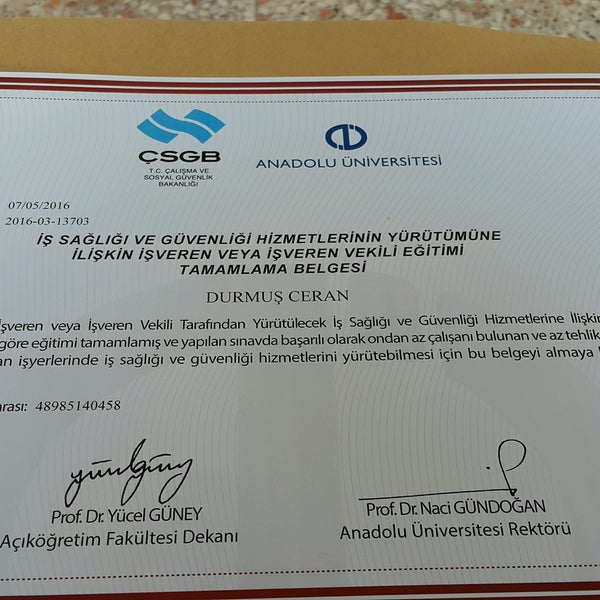 ÇSGB
T.C. ÇALIŞMA VE
SOSYAL GÜVENLİK
BAKANLIĞI
ANADOLU ÜNİVERSİTESİ
07/05/2016
2016-03-13703
İŞ SAĞLIĞI VE GÜVENLİĞİ HİZMETLERİNİN YÜRÜTÜMÜNE
İLİŞKİN İŞVEREN VEYA İŞVEREN VEKİLİ EĞİTİMİ
TAMAMLAMA BELGESİ
DURMUŞ CERAN
İşveren veya İşveren Vekili Tarafından Yürütülecek İş Sağlığı ve Güvenliği Hizmetlerine İlişkin
göre eğitimi tamamlamış ve yapılan sınavda başarılı olarak ondan az çalışanı bulunan ve az tehlik
an işyerlerinde iş sağlığı ve güvenliği hizmetlerini yürütebilmesi için bu belgeyi almaya
arası: 48985140458
Prof. Dr. Yücel GÜNEY
Açıköğretim Fakültesi Dekanı
Prof. Dr. Naci GÜNDOĞAN
Anadolu Üniversitesi Rektörü